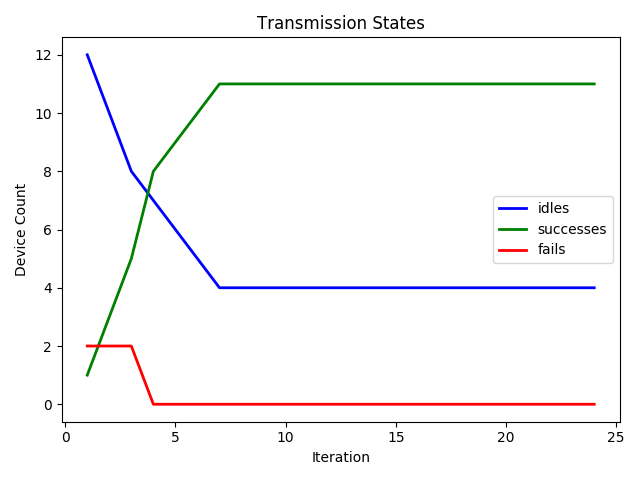 Transmission States
Device Count
12
10
8
6
4
2
0
idles
successes
fails
0 5 10 15 20 25
Iteration